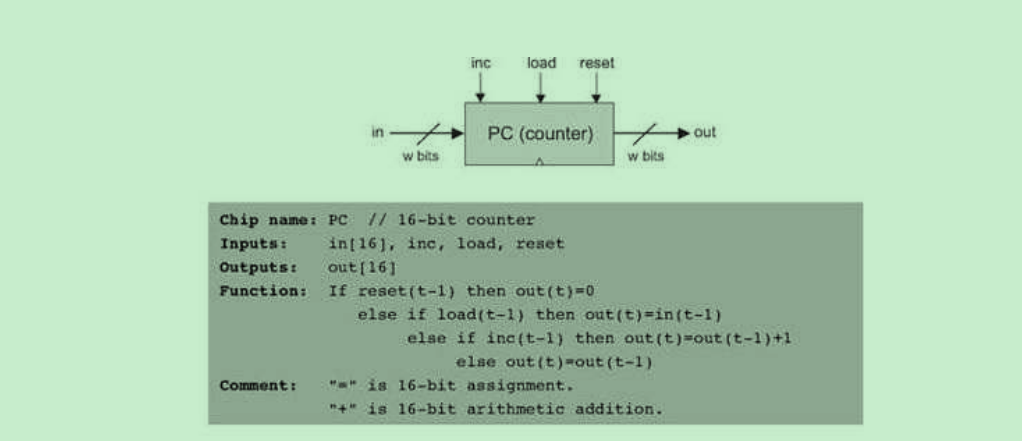 inc load reset
in PC (counter) out
w bits w bits
Chip name: PC // 16-bit counter
Inputs: in[16], inc, load, reset
Outputs: out[16]
Function: If reset(t-1) then out(t)=0
else if load(t-1) then out(t)=in(t-1)
else if inc(t-1) then out(t)=out(t-1)+1
else out(t)=out(t-1)
Comment: "=" is 16-bit assignment.
"+" is 16-bit arithmetic addition.